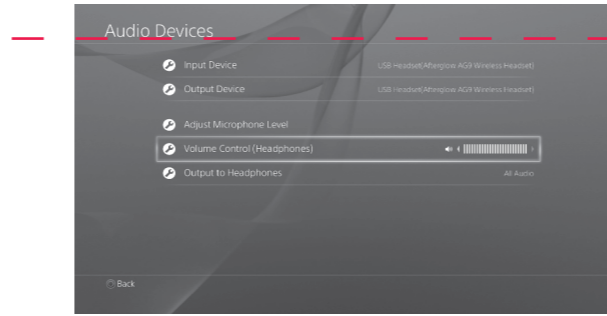 Audio Devices
Input Device USB Headset(Afterglow AG9 Wireless Headset)
Output Device USB Headset(Afterglow AG9 Wireless Headset)
Adjust Microphone Level
Volume Control (Headphones)
Output to Headphones All Audio
Back